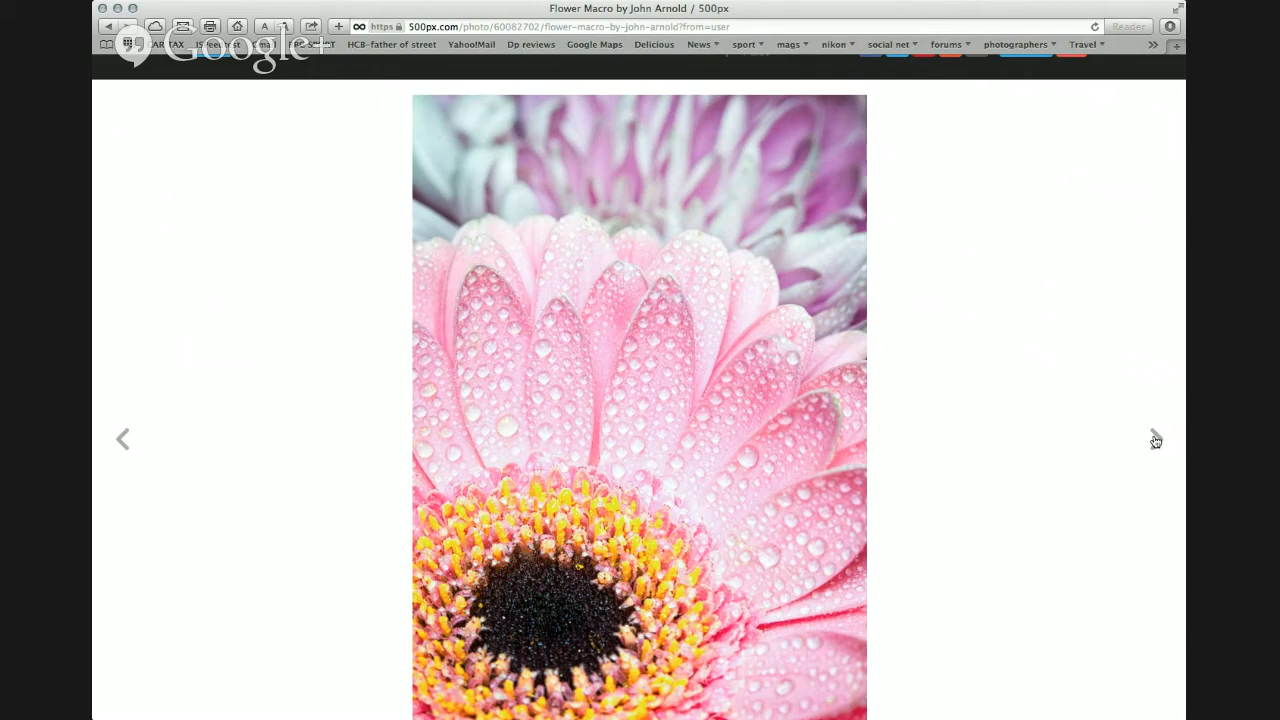 Flower Macro by John Arnold / 500px
A A + https 500px.com/photo/60082702/flower-macro-by-john-arnold?from=user Reader
HCB-father of street Yahoo!Mail Dp reviews Google Maps Delicious News sport mags nikon social net forums photographers Travel
Google+